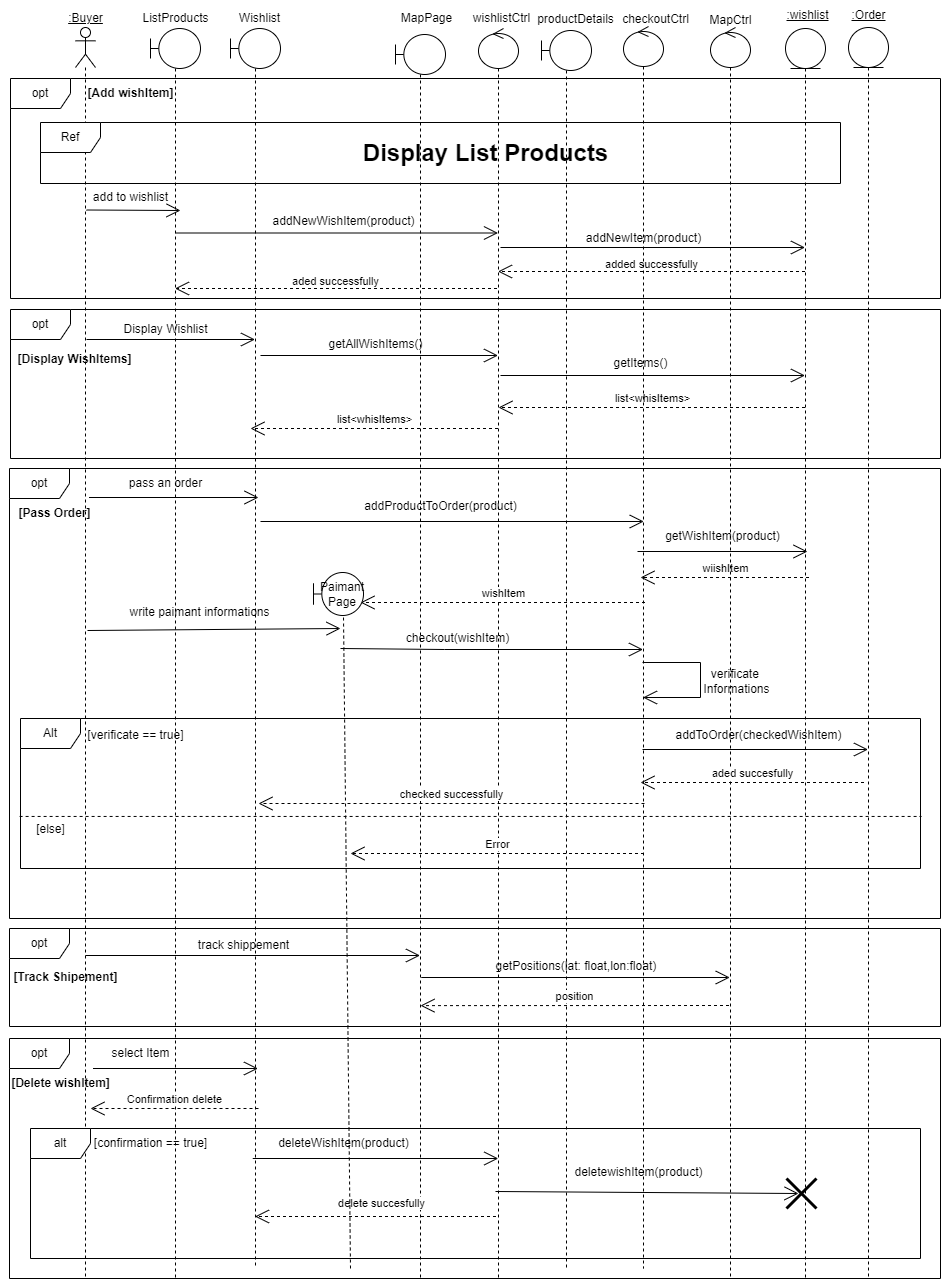 :Buyer
ListProducts
Wishlist
MapPage
wishlistCtrl
productDetails
checkoutCtrl
MapCtrl
:wishlist
:Order
opt
[Add wishItem]
Ref
Display List Products
add to wishlist
addNewWishItem(product)
addNewItem(product)
added successfully
aded successfully
opt
Display Wishlist
[Display WishItems]
getAllWishItems()
getItems()
list<whisItems>
list<whisItems>
opt
pass an order
[Pass Order]
addProductToOrder(product)
getWishItem(product)
wiishItem
Paimant
Page
wishItem
write paimant informations
checkout(wishItem)
verificate
Informations
Alt
[verificate == true]
addToOrder(checkedWishItem)
aded succesfully
checked successfully
[else]
Error
opt
track shippement
[Track Shipement]
getPositions(lat: float,lon:float)
position
opt
select Item
[Delete wishItem]
Confirmation delete
alt
[confirmation == true]
deleteWishItem(product)
deletewishItem(product)
delete succesfully